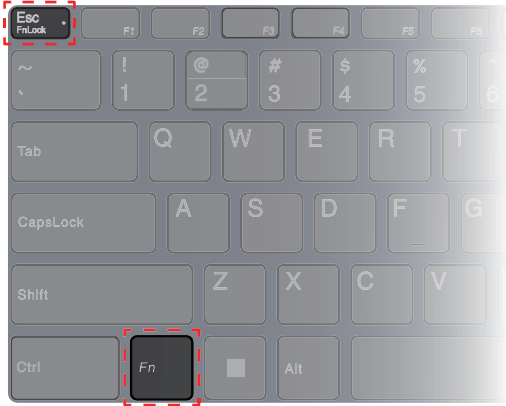 Esc
FnLock
F1 F2 F3 F4 F5 F6
~ ! @ # $ % ^
` 1 2 3 4 5 6
Tab Q W E R T
CapsLock A S D F G
Shift Z X C V
Ctrl Fn Alt